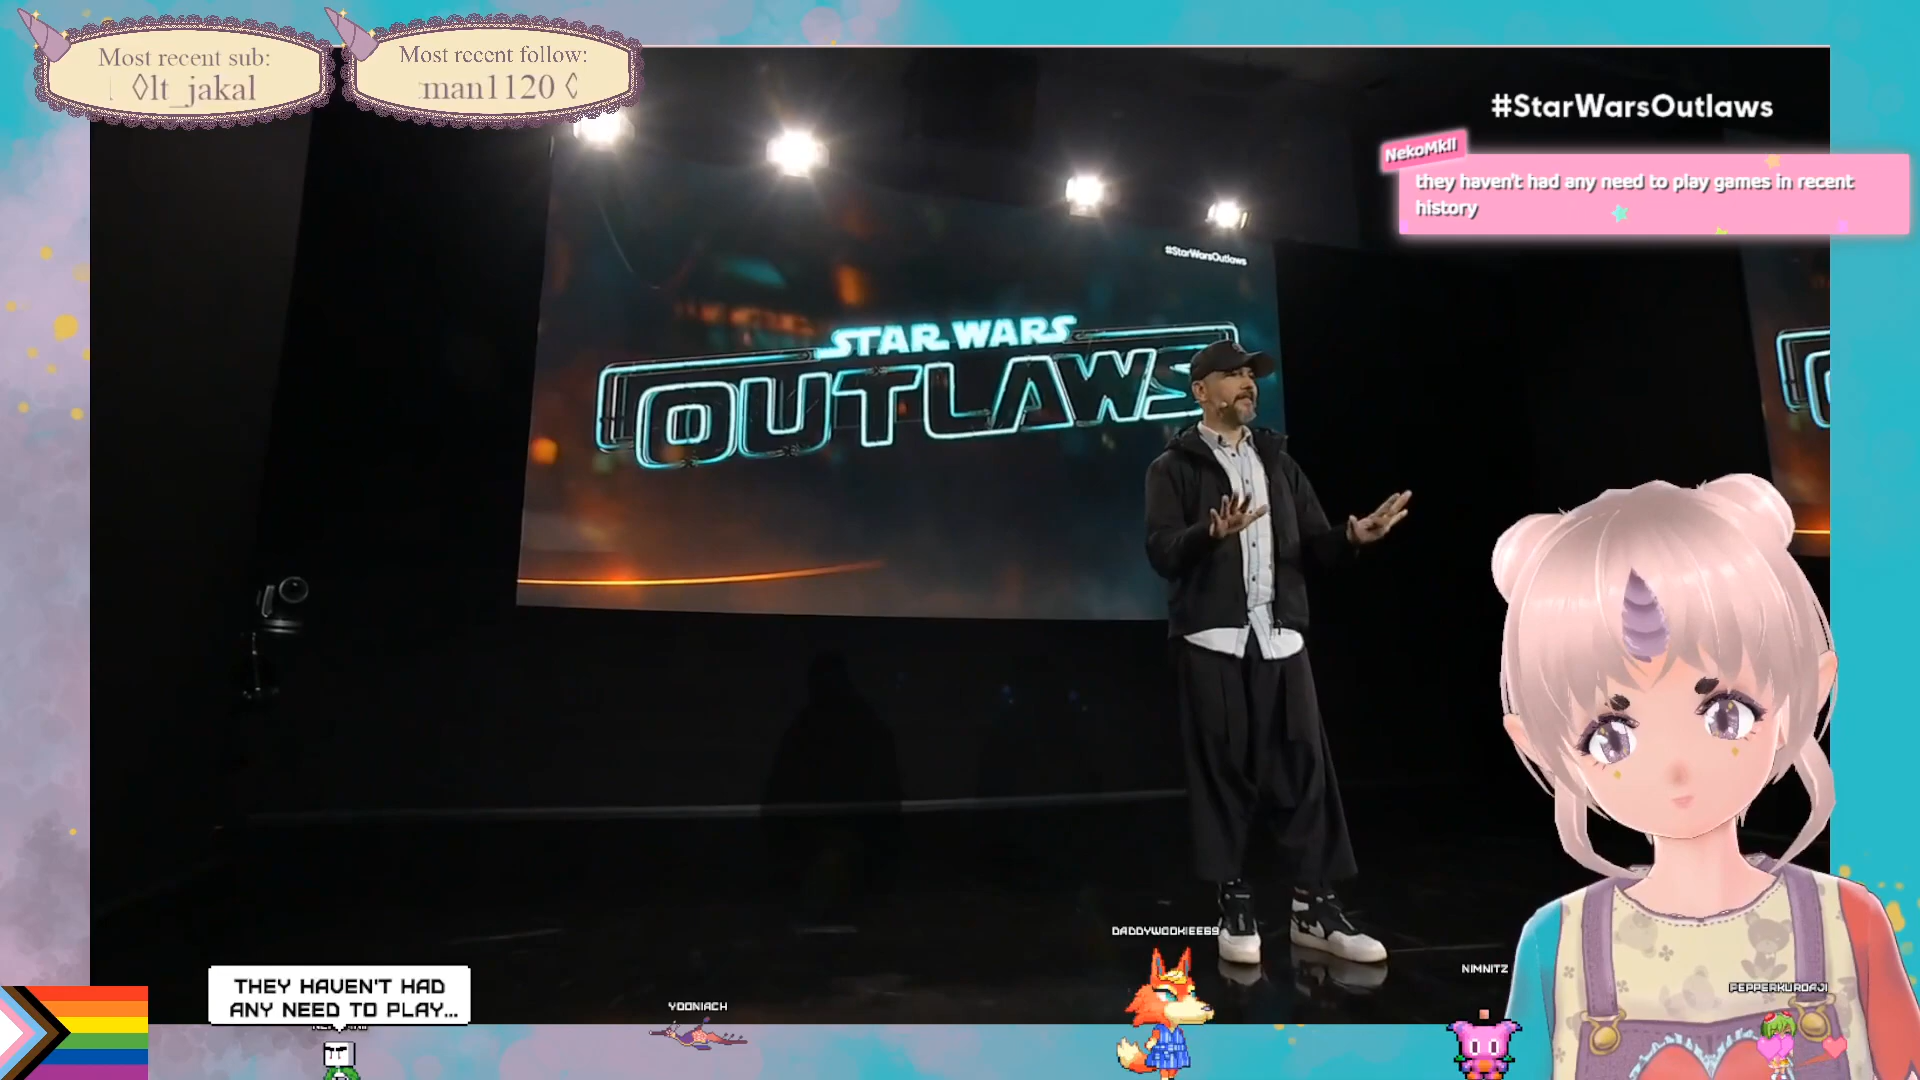 Most recent sub:
◊lt_jakal
Most recent follow:
man1120 ◊
#StarWarsOutlaws
NekoMkII
they haven't had any need to play games in recent
history
#StarWarsOutlaws
STAR WARS
OUTLAWS
DADDYWOOKIEE69
NIMNITZ
THEY HAVEN'T HAD
ANY NEED TO PLAY...
PEPPERKUROAJI
YOONIACH